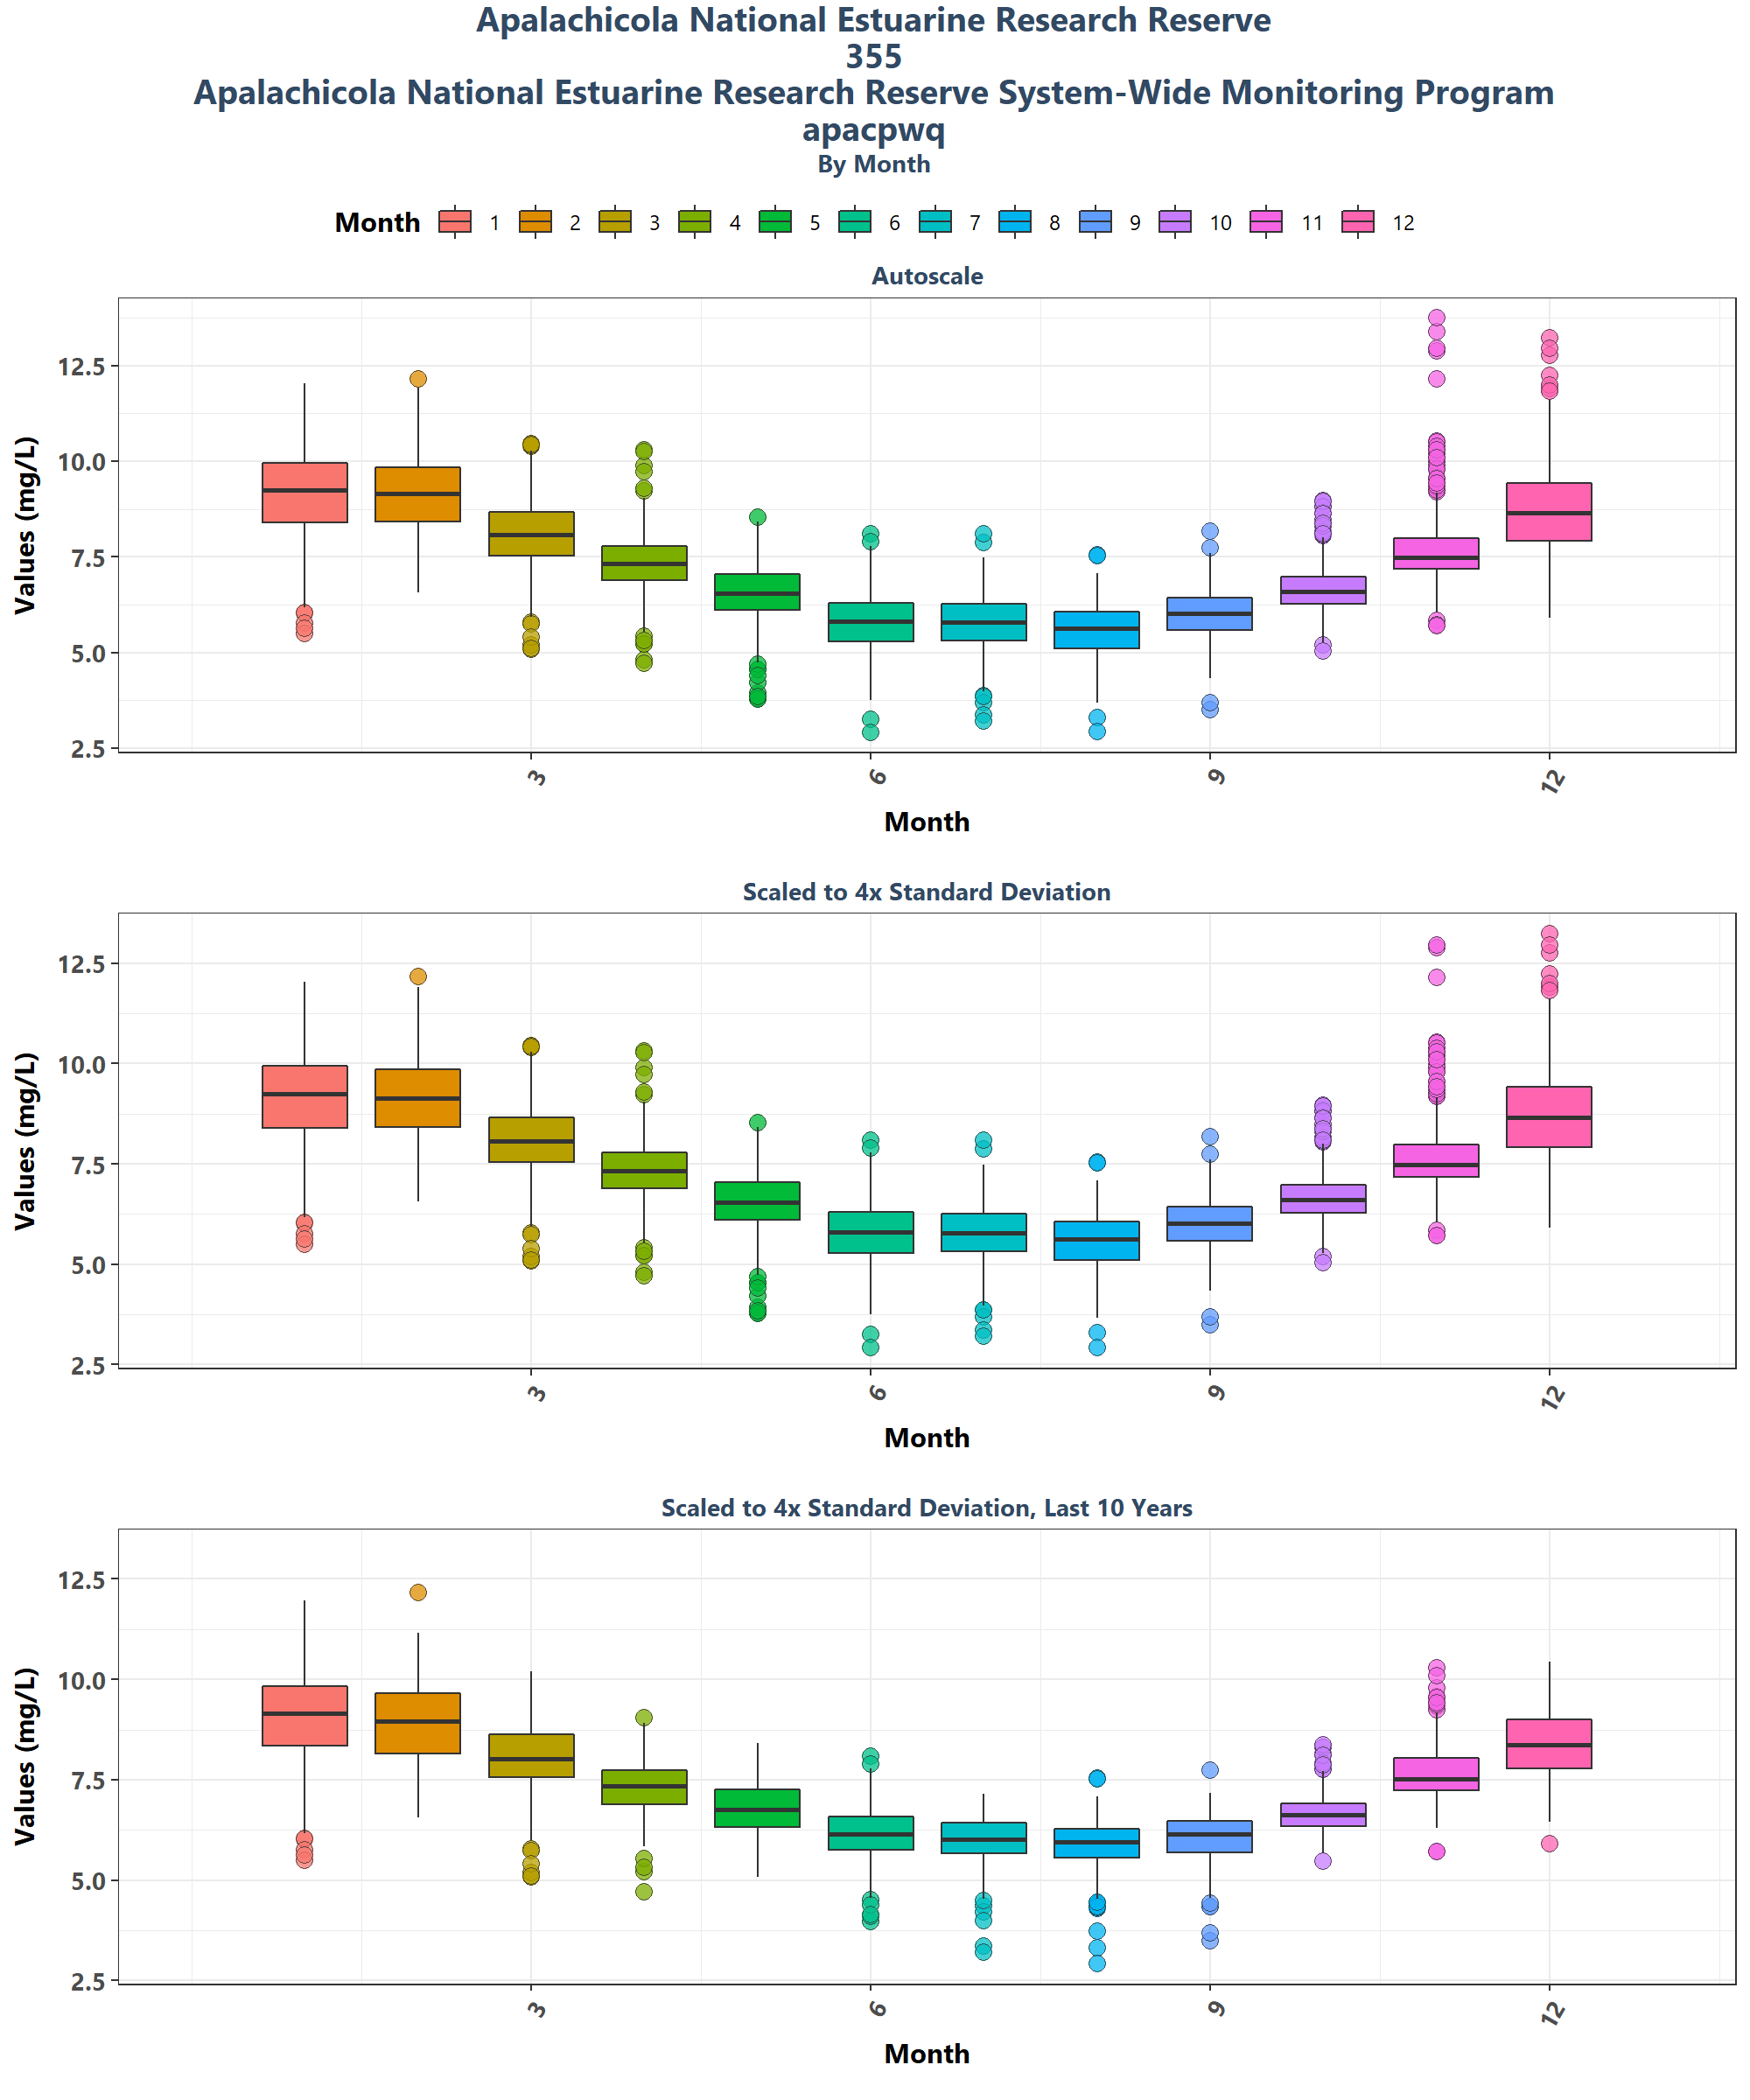 Apalachicola National Estuarine Research Reserve
355
Apalachicola National Estuarine Research Reserve System-Wide Monitoring Program
apacpwq
By Month
Month 1 2 3 4 5 6 7 8 9 10 11 12
Autoscale
Values (mg/L)
12.5
10.0
7.5
5.0
2.5
3 6 9 12
Month
Scaled to 4x Standard Deviation
Values (mg/L)
12.5
10.0
7.5
5.0
2.5
3 6 9 12
Month
Scaled to 4x Standard Deviation, Last 10 Years
Values (mg/L)
12.5
10.0
7.5
5.0
2.5
3 6 9 12
Month